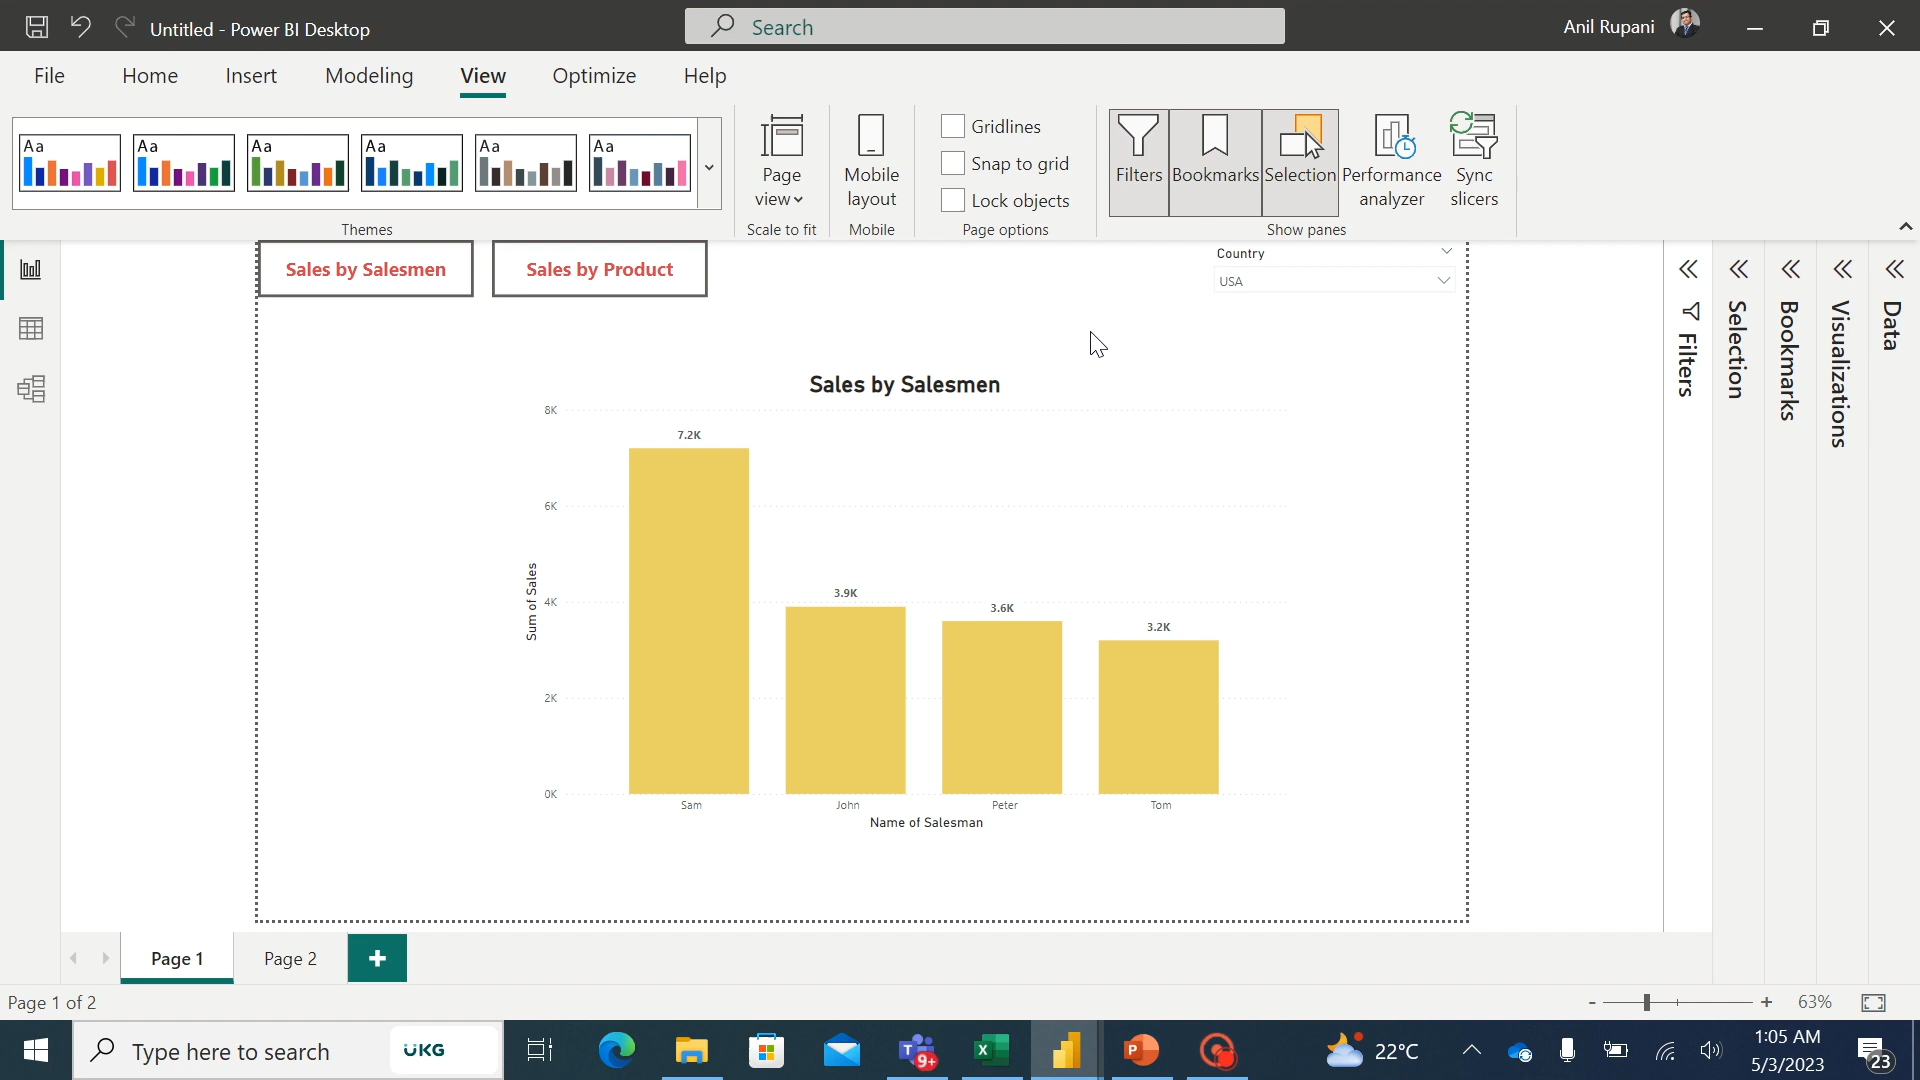 Untitled - Power BI Desktop
Search
Anil Rupani
File Home Insert Modeling View Optimize Help
Aa Aa Aa Aa Aa Aa
Page view
Mobile layout
Gridlines
Snap to grid
Lock objects
Filters
Bookmarks
Selection
Performance analyzer
Sync slicers
Themes
Scale to fit
Mobile
Page options
Show panes
Sales by Salesmen
Sales by Product
Country
USA
Filters
Selection
Bookmarks
Visualizations
Data
Sales by Salesmen
8K
7.2K
6K
3.9K
4K
3.6K
3.2K
2K
0K
Sum of Sales
Sam John Peter Tom
Name of Salesman
Page 1
Page 2
+
Page 1 of 2
- + 63%
Type here to search
UKG
9+
22°C
1:05 AM
5/3/2023
23